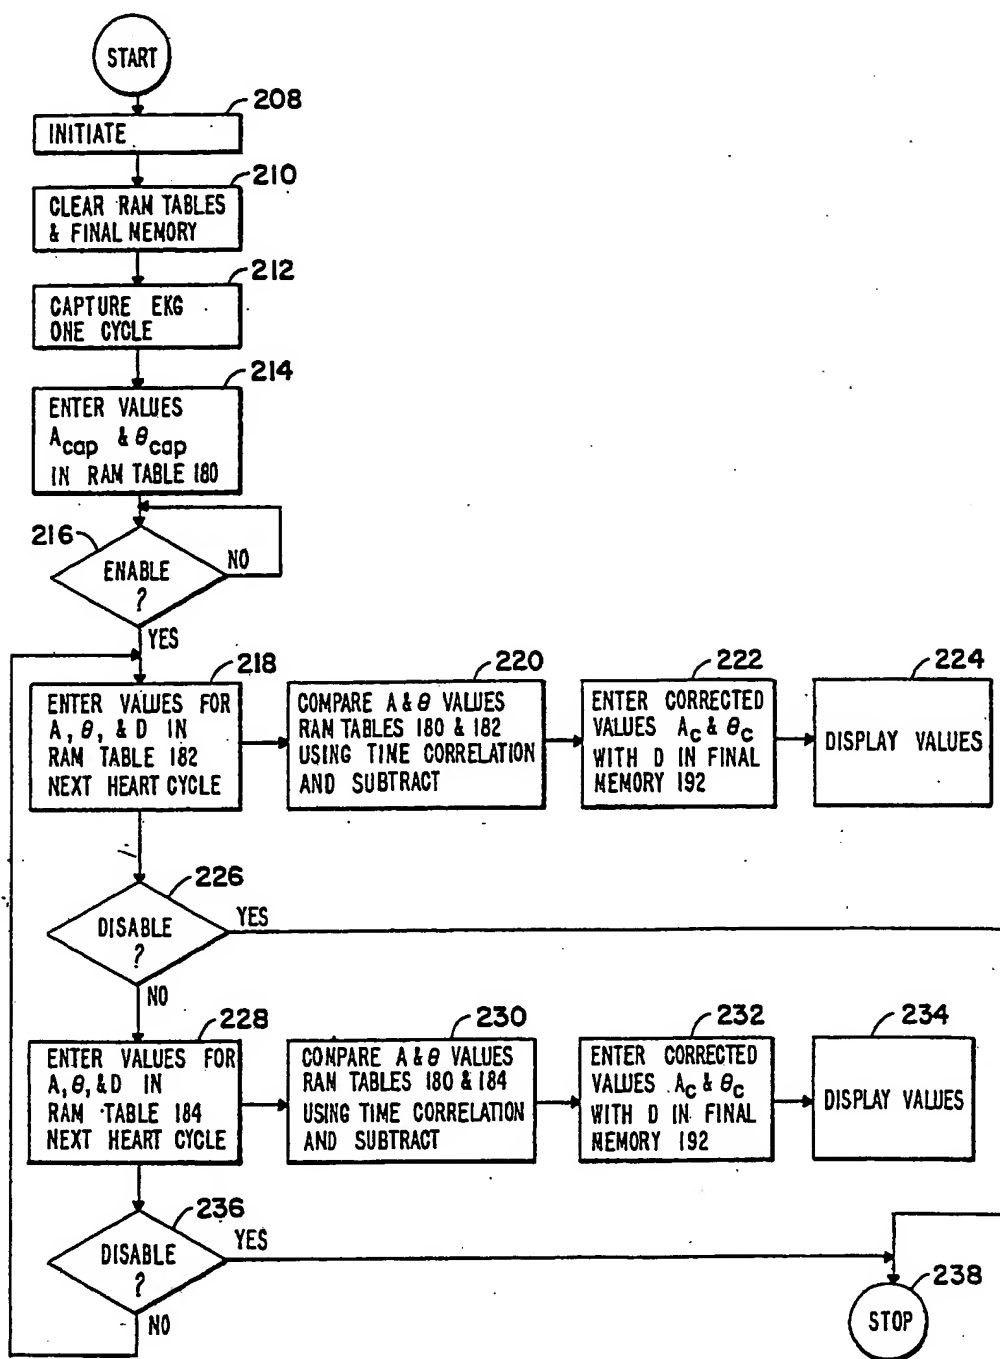 START
208
INITIATE
210
CLEAR RAM TABLES
& FINAL MEMORY
212
CAPTURE EKG
ONE CYCLE
214
ENTER VALUES
Acap & θcap
IN RAM TABLE 180
216
ENABLE
?
NO
YES
218
ENTER VALUES FOR
A, θ, & D IN
RAM TABLE 182
NEXT HEART CYCLE
220
COMPARE A & θ VALUES
RAM TABLES 180 & 182
USING TIME CORRELATION
AND SUBTRACT
222
ENTER CORRECTED
VALUES Ac & θc
WITH D IN FINAL
MEMORY 192
224
DISPLAY VALUES
226
DISABLE
?
YES
NO
228
ENTER VALUES FOR
A, θ, & D IN
RAM TABLE 184
NEXT HEART CYCLE
230
COMPARE A & θ VALUES
RAM TABLES 180 & 184
USING TIME CORRELATION
AND SUBTRACT
232
ENTER CORRECTED
VALUES Ac & θc
WITH D IN FINAL
MEMORY 192
234
DISPLAY VALUES
236
DISABLE
?
YES
NO
238
STOP